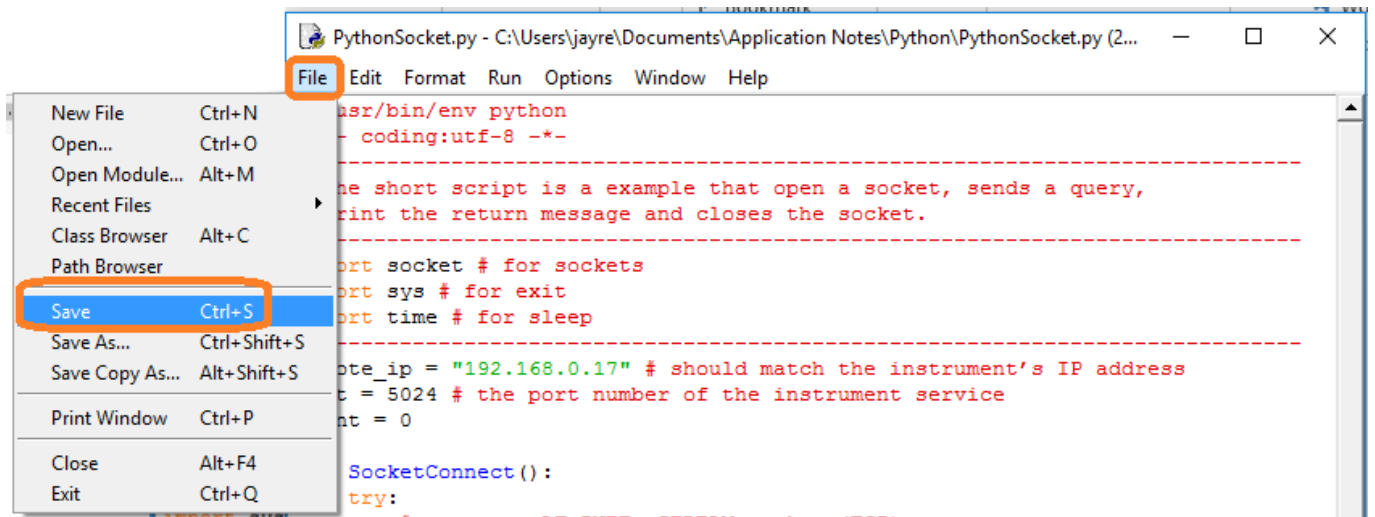 bookmark
PythonSocket.py - C:\Users\jayre\Documents\Application Notes\Python\PythonSocket.py (2...
File Edit Format Run Options Window Help
New File Ctrl+N
Open... Ctrl+O
Open Module... Alt+M
Recent Files
Class Browser Alt+C
Path Browser
Save Ctrl+S
Save As... Ctrl+Shift+S
Save Copy As... Alt+Shift+S
Print Window Ctrl+P
Close Alt+F4
Exit Ctrl+Q
usr/bin/env python
- coding:utf-8 -*-
-----------------------------------------------------------------------------
he short script is a example that open a socket, sends a query,
rint the return message and closes the socket.
-----------------------------------------------------------------------------
ort socket # for sockets
ort sys # for exit
ort time # for sleep
-----------------------------------------------------------------------------
ote_ip = "192.168.0.17" # should match the instrument’s IP address
t = 5024 # the port number of the instrument service
nt = 0
SocketConnect():
try: